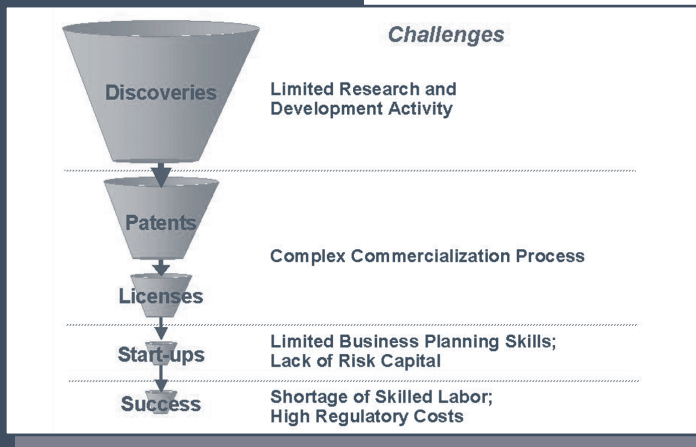 Challenges
Discoveries
Limited Research and
Development Activity
Patents
Complex Commercialization Process
Licenses
Start-ups
Limited Business Planning Skills;
Lack of Risk Capital
Success
Shortage of Skilled Labor;
High Regulatory Costs